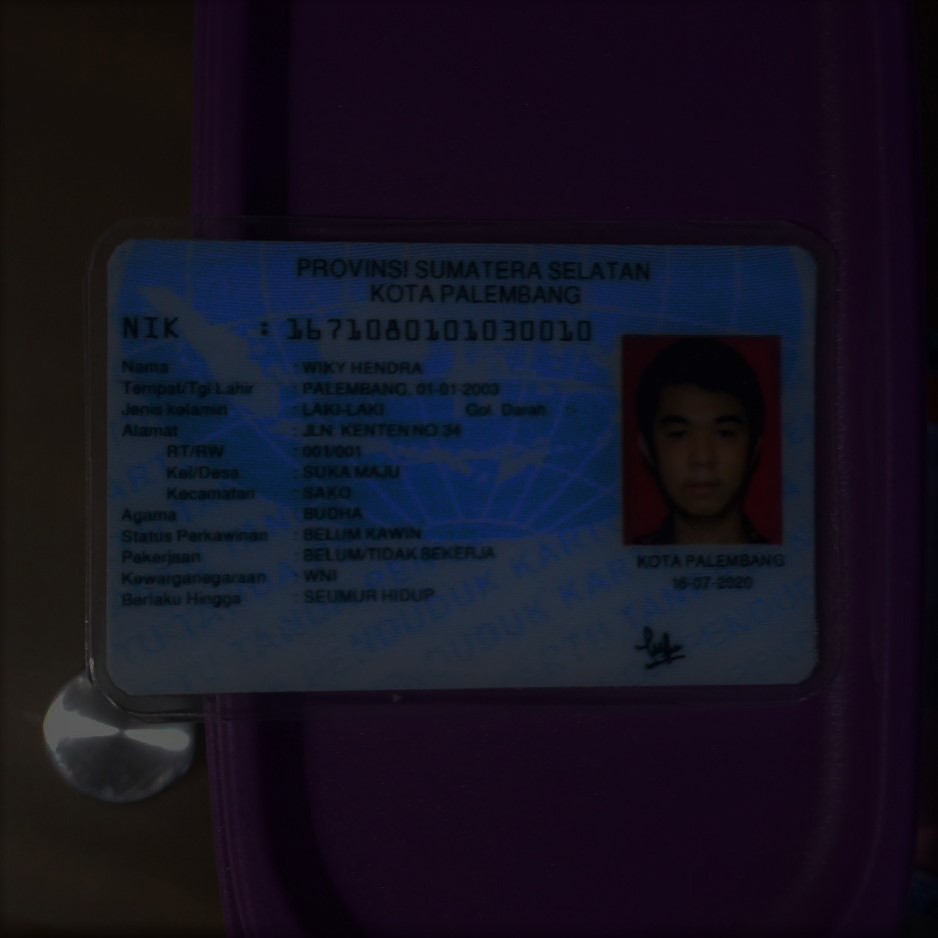 PROVINSI SUMATERA SELATAN
KOTA PALEMBANG
NIK : 1671080101030010
Nama : WIKY HENDRA
Tempat/Tgl Lahir : PALEMBANG, 01-01-2003
Jenis kelamin : LAKI-LAKI Gol. Darah : -
Alamat : JLN. KENTEN NO 34
RT/RW : 001/001
Kel/Desa : SUKA MAJU
Kecamatan : SAKO
Agama : BUDHA
Status Perkawinan : BELUM KAWIN
Pekerjaan : BELUM/TIDAK BEKERJA
Kewarganegaraan : WNI
Berlaku Hingga : SEUMUR HIDUP
KOTA PALEMBANG
16-07-2020